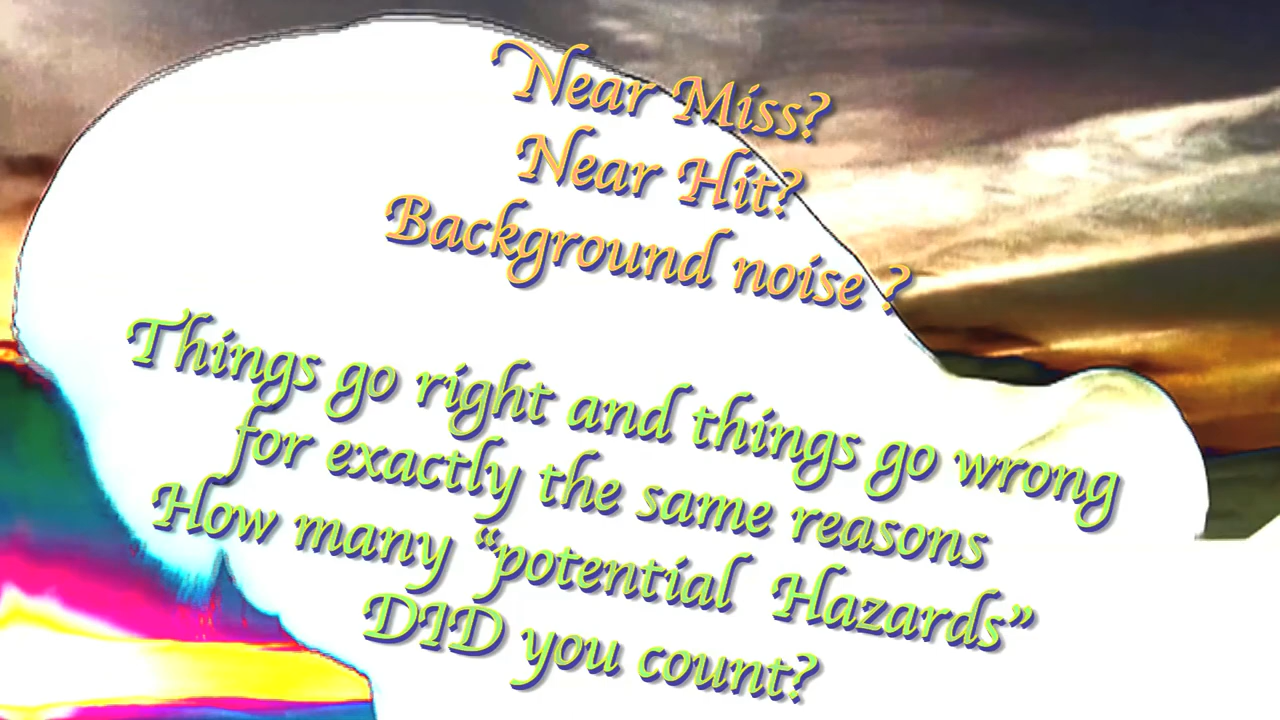 Near Miss?
Near Hit?
Background noise ?
Things go right and things go wrong
for exactly the same reasons
How many “potential Hazards”
DID you count?